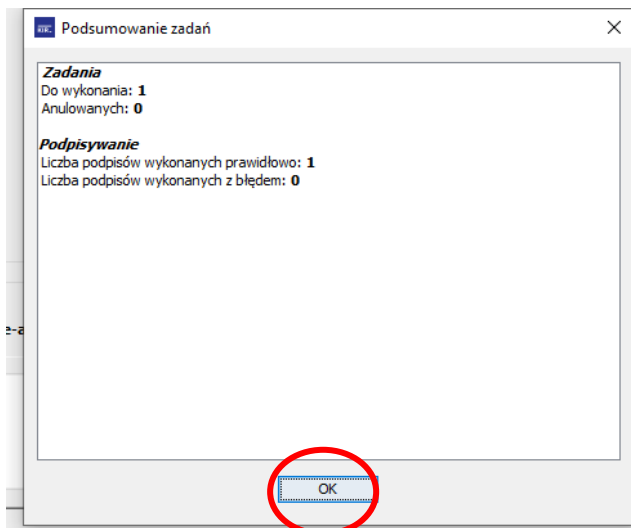 KIR.
Podsumowanie zadań
Zadania
Do wykonania: 1
Anulowanych: 0
Podpisywanie
Liczba podpisów wykonanych prawidłowo: 1
Liczba podpisów wykonanych z błędem: 0
e-a
OK